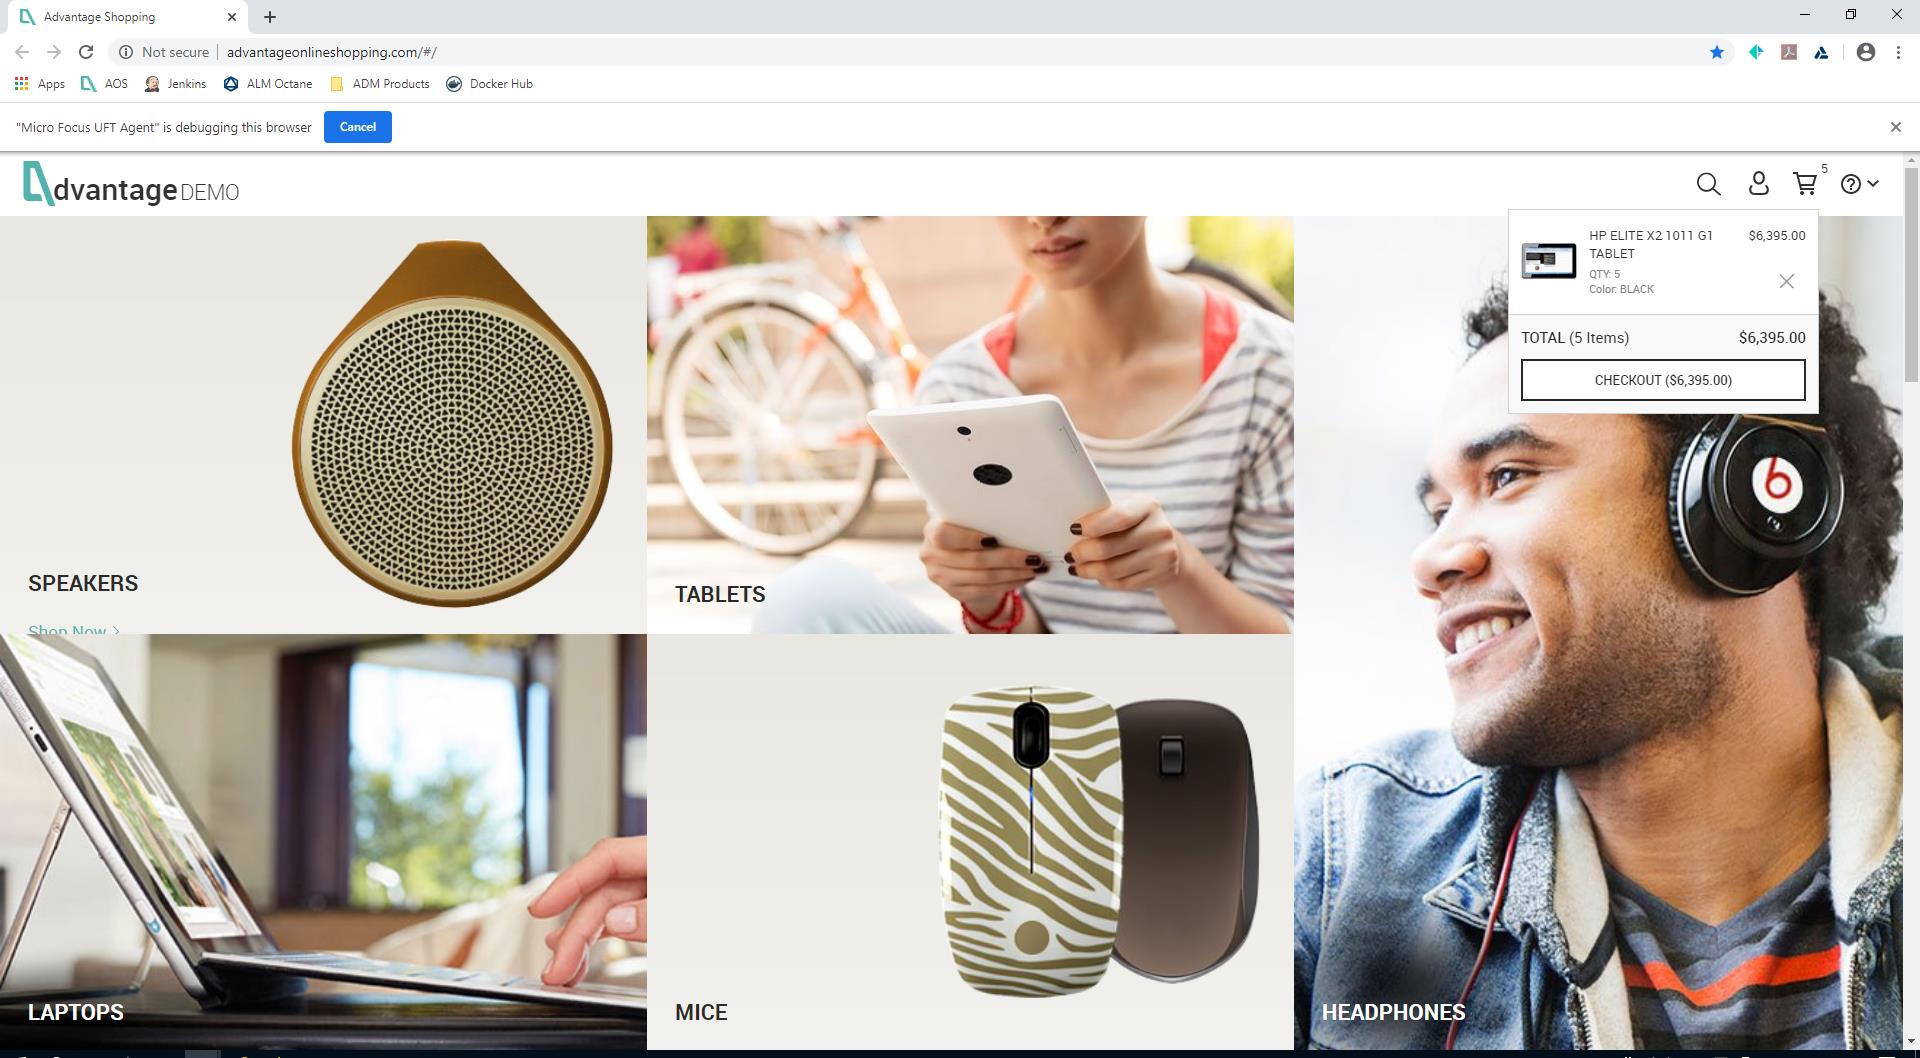 Advantage Shopping
Not secure
advantageonlineshopping.com/#/
Apps
AOS
Jenkins
ALM Octane
ADM Products
Docker Hub
"Micro Focus UFT Agent" is debugging this browser
Cancel
dvantage DEMO
5
HP ELITE X2 1011 G1
TABLET
$6,395.00
QTY: 5
Color: BLACK
TOTAL (5 Items)
$6,395.00
CHECKOUT ($6,395.00)
SPEAKERS
Shop Now
TABLETS
LAPTOPS
MICE
HEADPHONES